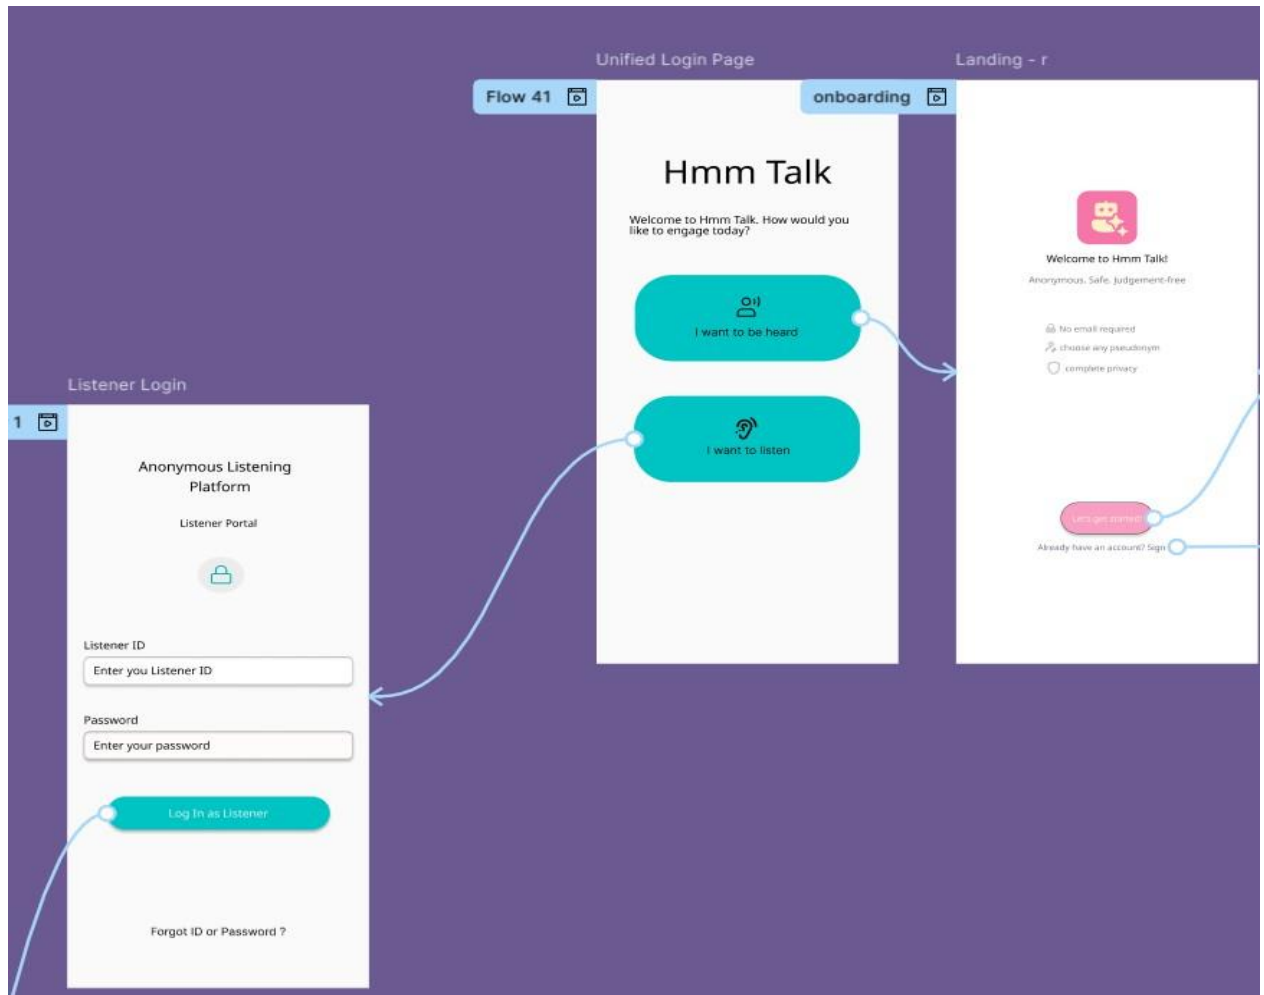 Unified Login Page
Landing - r
Flow 41
onboarding
Hmm Talk
Welcome to Hmm Talk. How would you
like to engage today?
I want to be heard
I want to listen
Welcome to Hmm Talk!
Anonymous. Safe. Judgement-free
No email required
choose any pseudonym
complete privacy
Let's get started!
Already have an account? Sign
Listener Login
1
Anonymous Listening
Platform
Listener Portal
Listener ID
Enter you Listener ID
Password
Enter your password
Log In as Listener
Forgot ID or Password ?